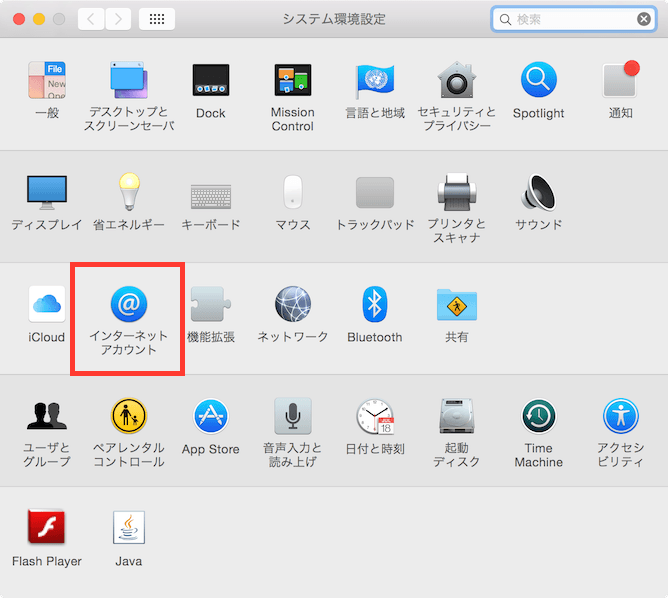 システム環境設定
検索
File
New
One
一般
デスクトップと
スクリーンセーバ
Dock
Mission
Control
言語と地域
セキュリティと
プライバシー
Spotlight
通知
ディスプレイ
省エネルギー
キーボード
マウス
トラックパッド
プリンタと
スキャナ
サウンド
iCloud
@
インターネット
アカウント
機能拡張
ネットワーク
Bluetooth
共有
ユーザと
グループ
ペアレンタル
コントロール
App Store
音声入力と
読み上げ
JUL
18
日付と時刻
起動
ディスク
Time
Machine
アクセシ
ビリティ
Flash Player
Java